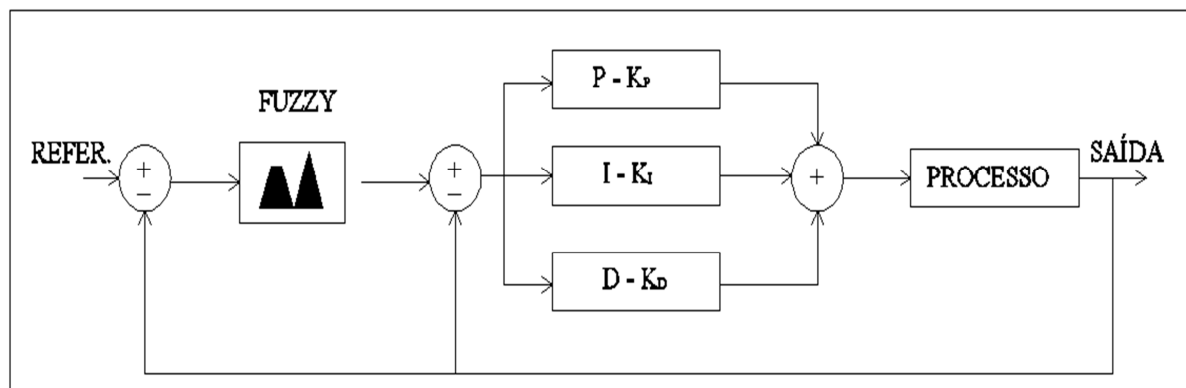 FUZZY
REFER.
+
−
+
−
P - KP
I - KI
D - KD
+
PROCESSO
SAÍDA